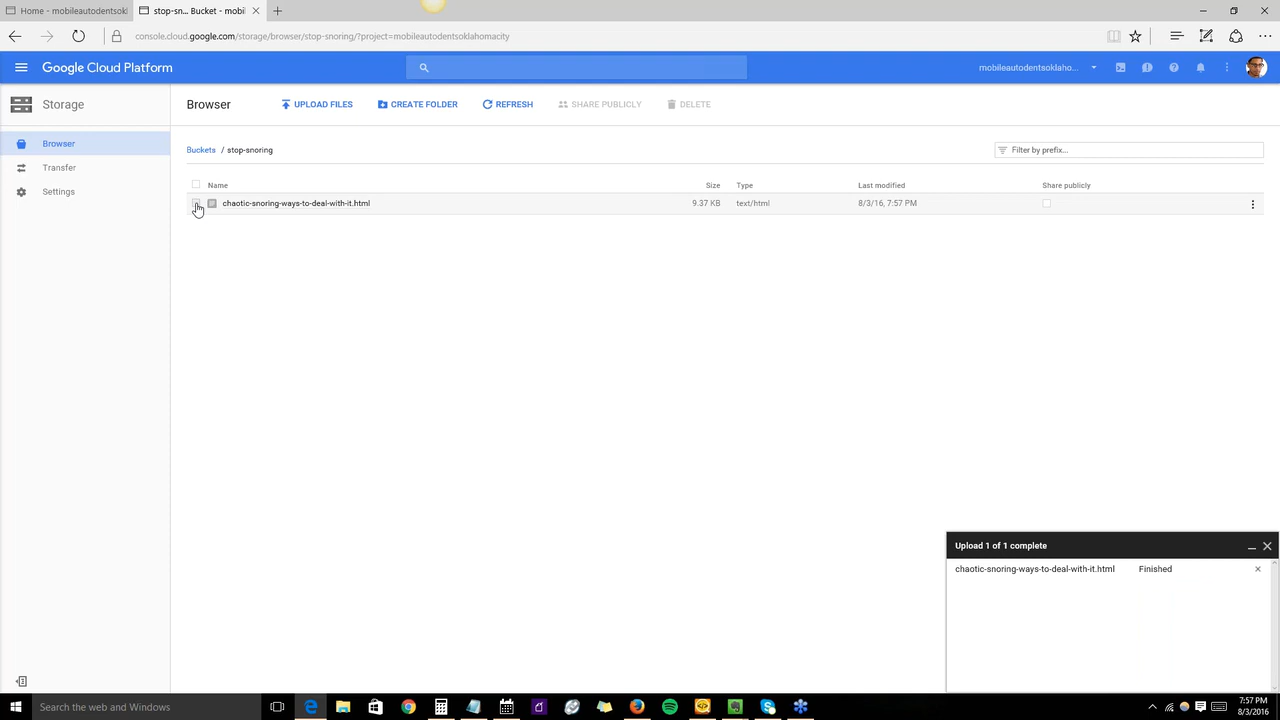 Home - mobileautodentsokl
stop-sno... Bucket - mobil
console.cloud.google.com/storage/browser/stop-snoring/?project=mobileautodentsoklahomacity
Google Cloud Platform
mobileautodentsoklaho...
Storage
Browser
UPLOAD FILES
CREATE FOLDER
REFRESH
SHARE PUBLICLY
DELETE
Browser
Transfer
Settings
Buckets / stop-snoring
Filter by prefix...
Name Size Type Last modified Share publicly
chaotic-snoring-ways-to-deal-with-it.html 9.37 KB text/html 8/3/16, 7:57 PM
Upload 1 of 1 complete
chaotic-snoring-ways-to-deal-with-it.html Finished
Search the web and Windows
7:57 PM
8/3/2016